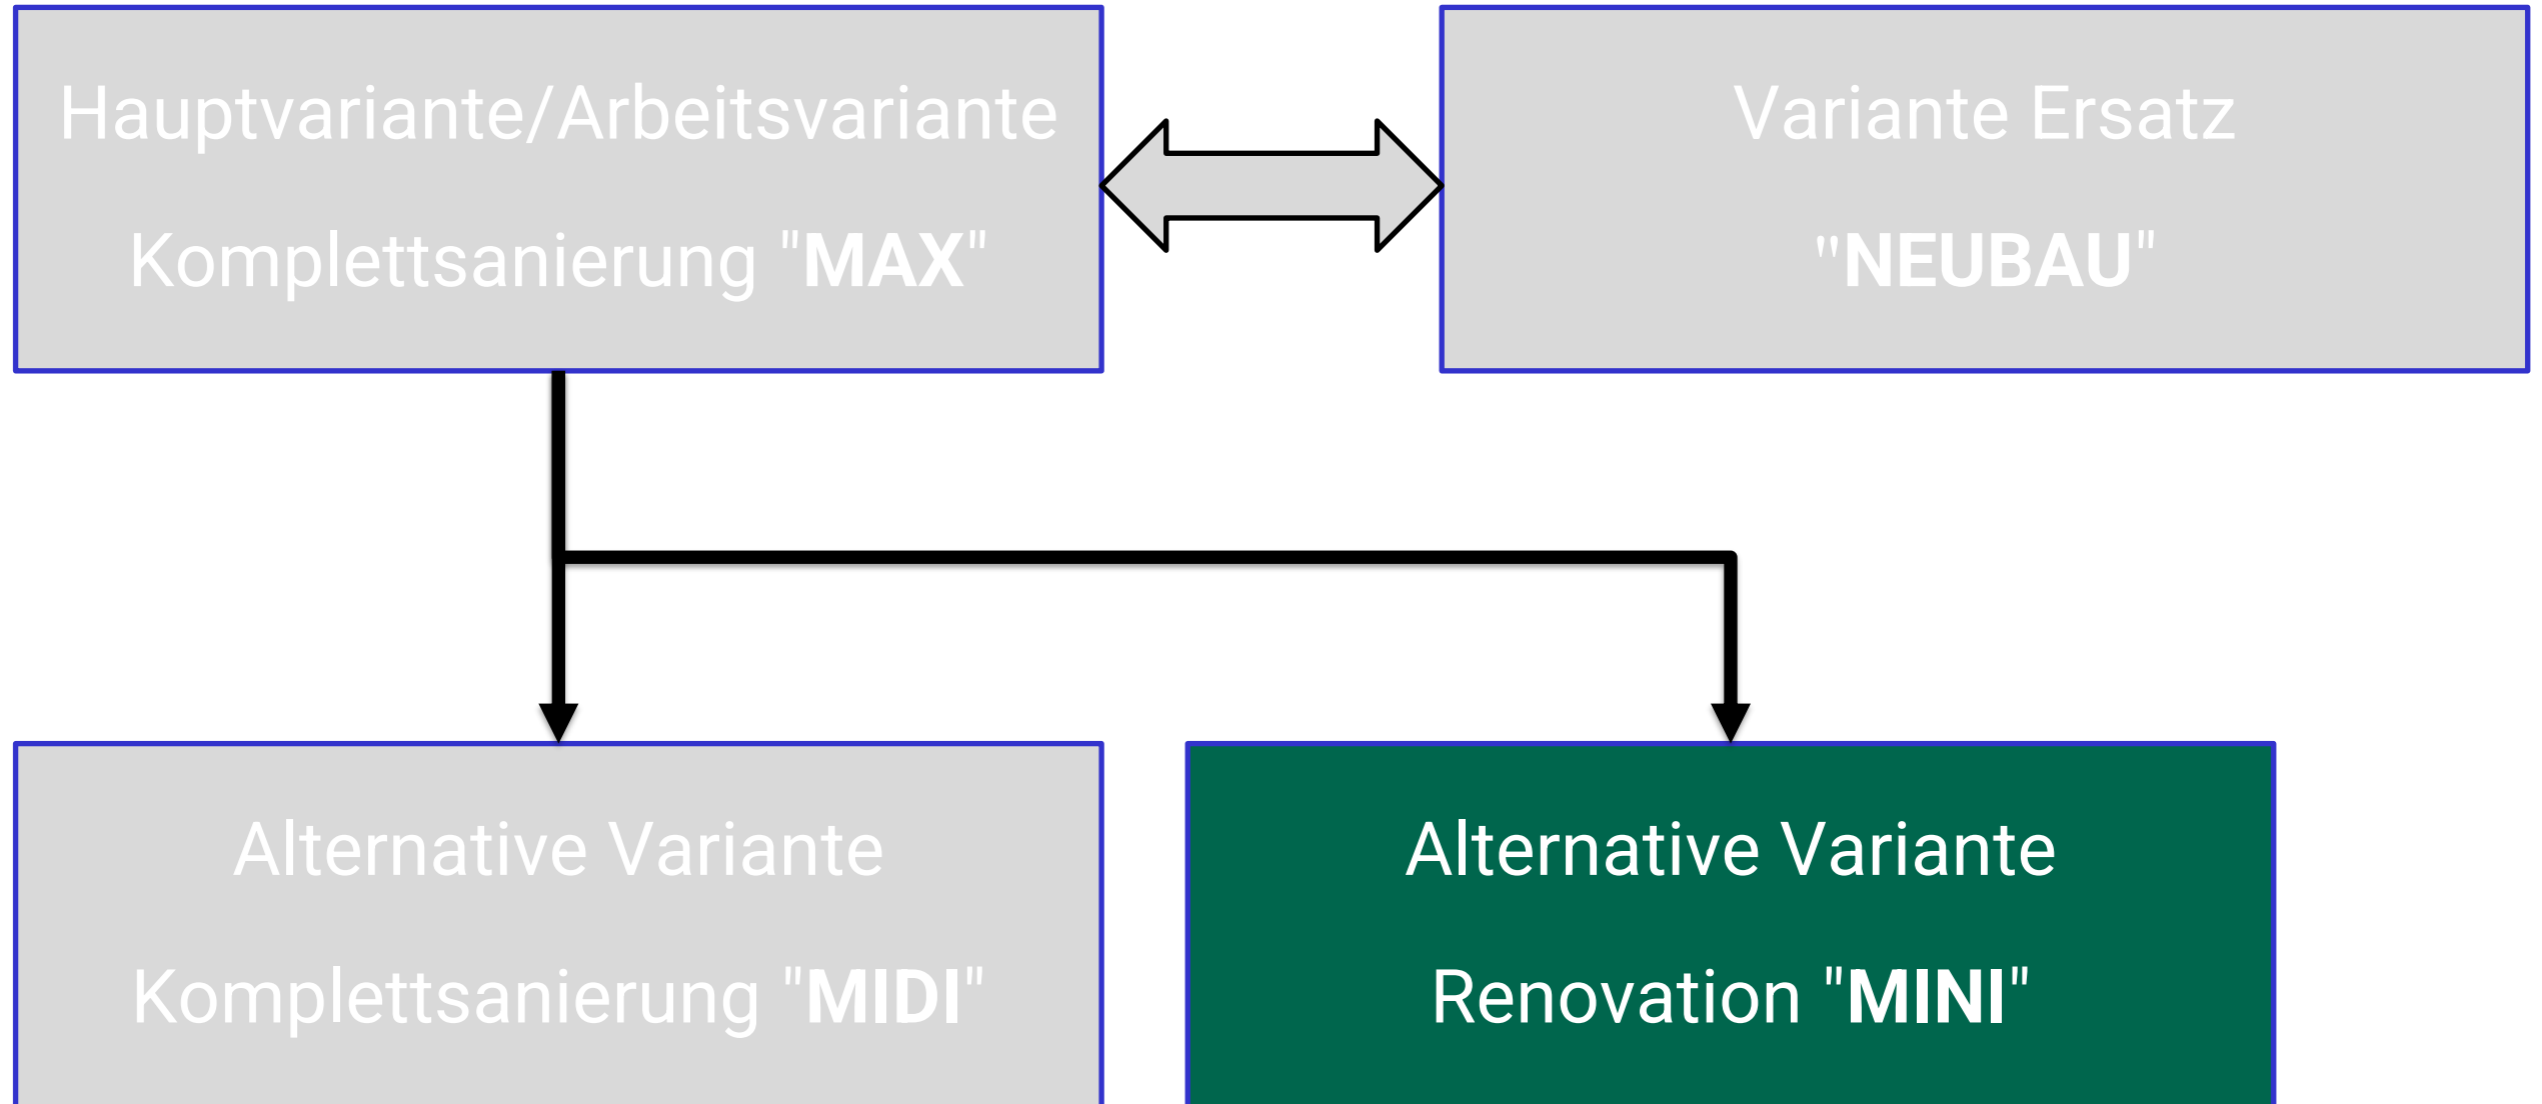 Hauptvariante/Arbeitsvariante
Komplettsanierung "MAX"
Variante Ersatz
"NEUBAU"
Alternative Variante
Komplettsanierung "MIDI"
Alternative Variante
Renovation "MINI"